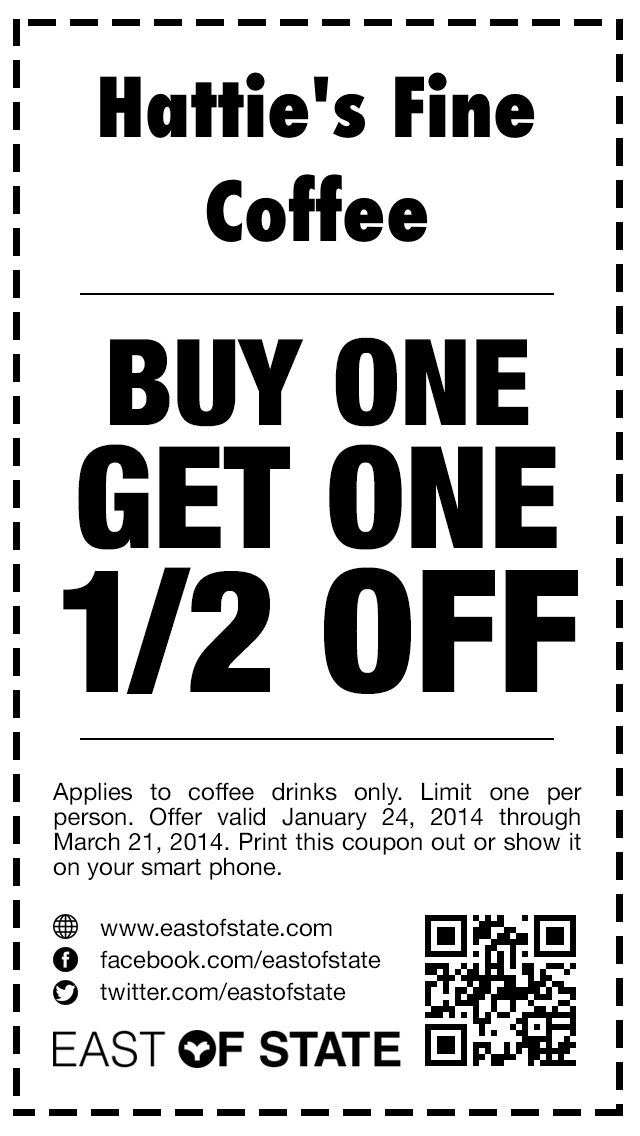 Hattie's Fine
Coffee
BUY ONE
GET ONE
1/2 OFF
Applies to coffee drinks only. Limit one per
person. Offer valid January 24, 2014 through
March 21, 2014. Print this coupon out or show it
on your smart phone.
www.eastofstate.com
facebook.com/eastofstate
twitter.com/eastofstate
EAST OF STATE